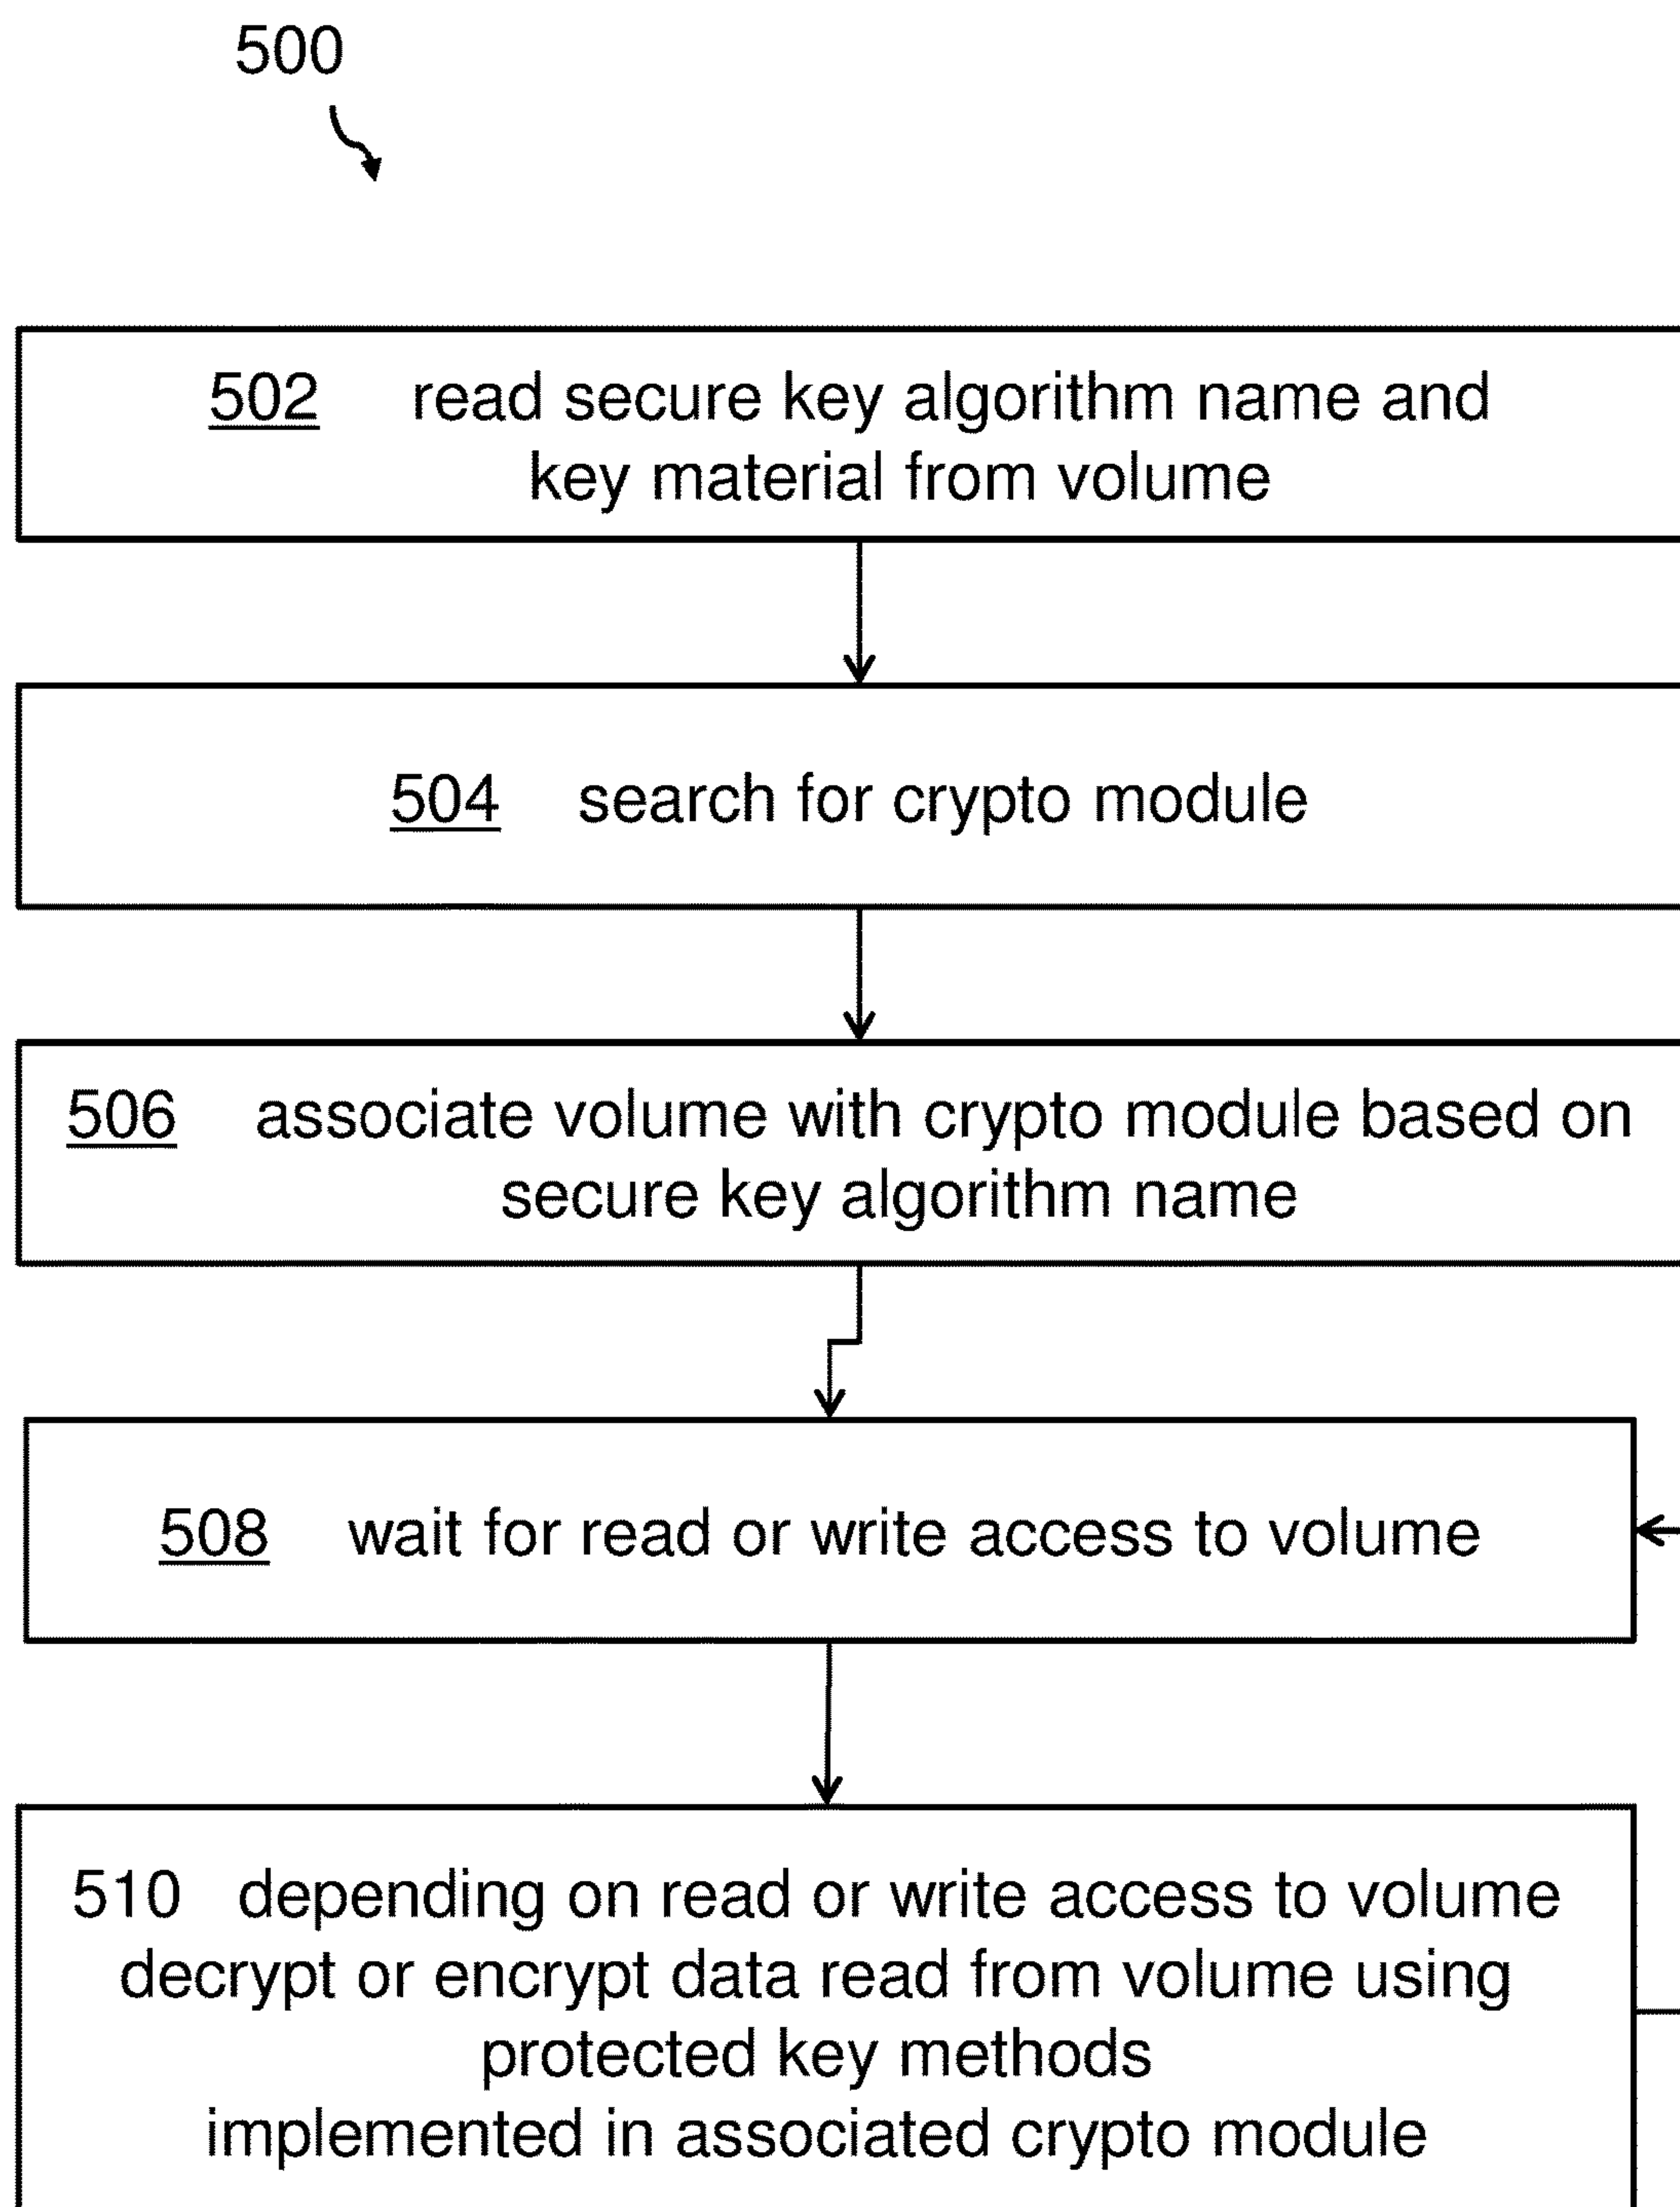 500
502 read secure key algorithm name and
key material from volume
504 search for crypto module
506 associate volume with crypto module based on
secure key algorithm name
508 wait for read or write access to volume
510 depending on read or write access to volume
decrypt or encrypt data read from volume using
protected key methods
implemented in associated crypto module